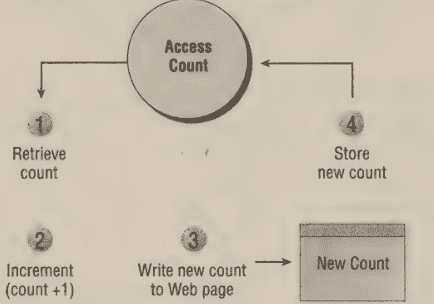 Access
Count
1
Retrieve
count
4
Store
new count
2
Increment
(count +1)
3
Write new count
to Web page
New Count